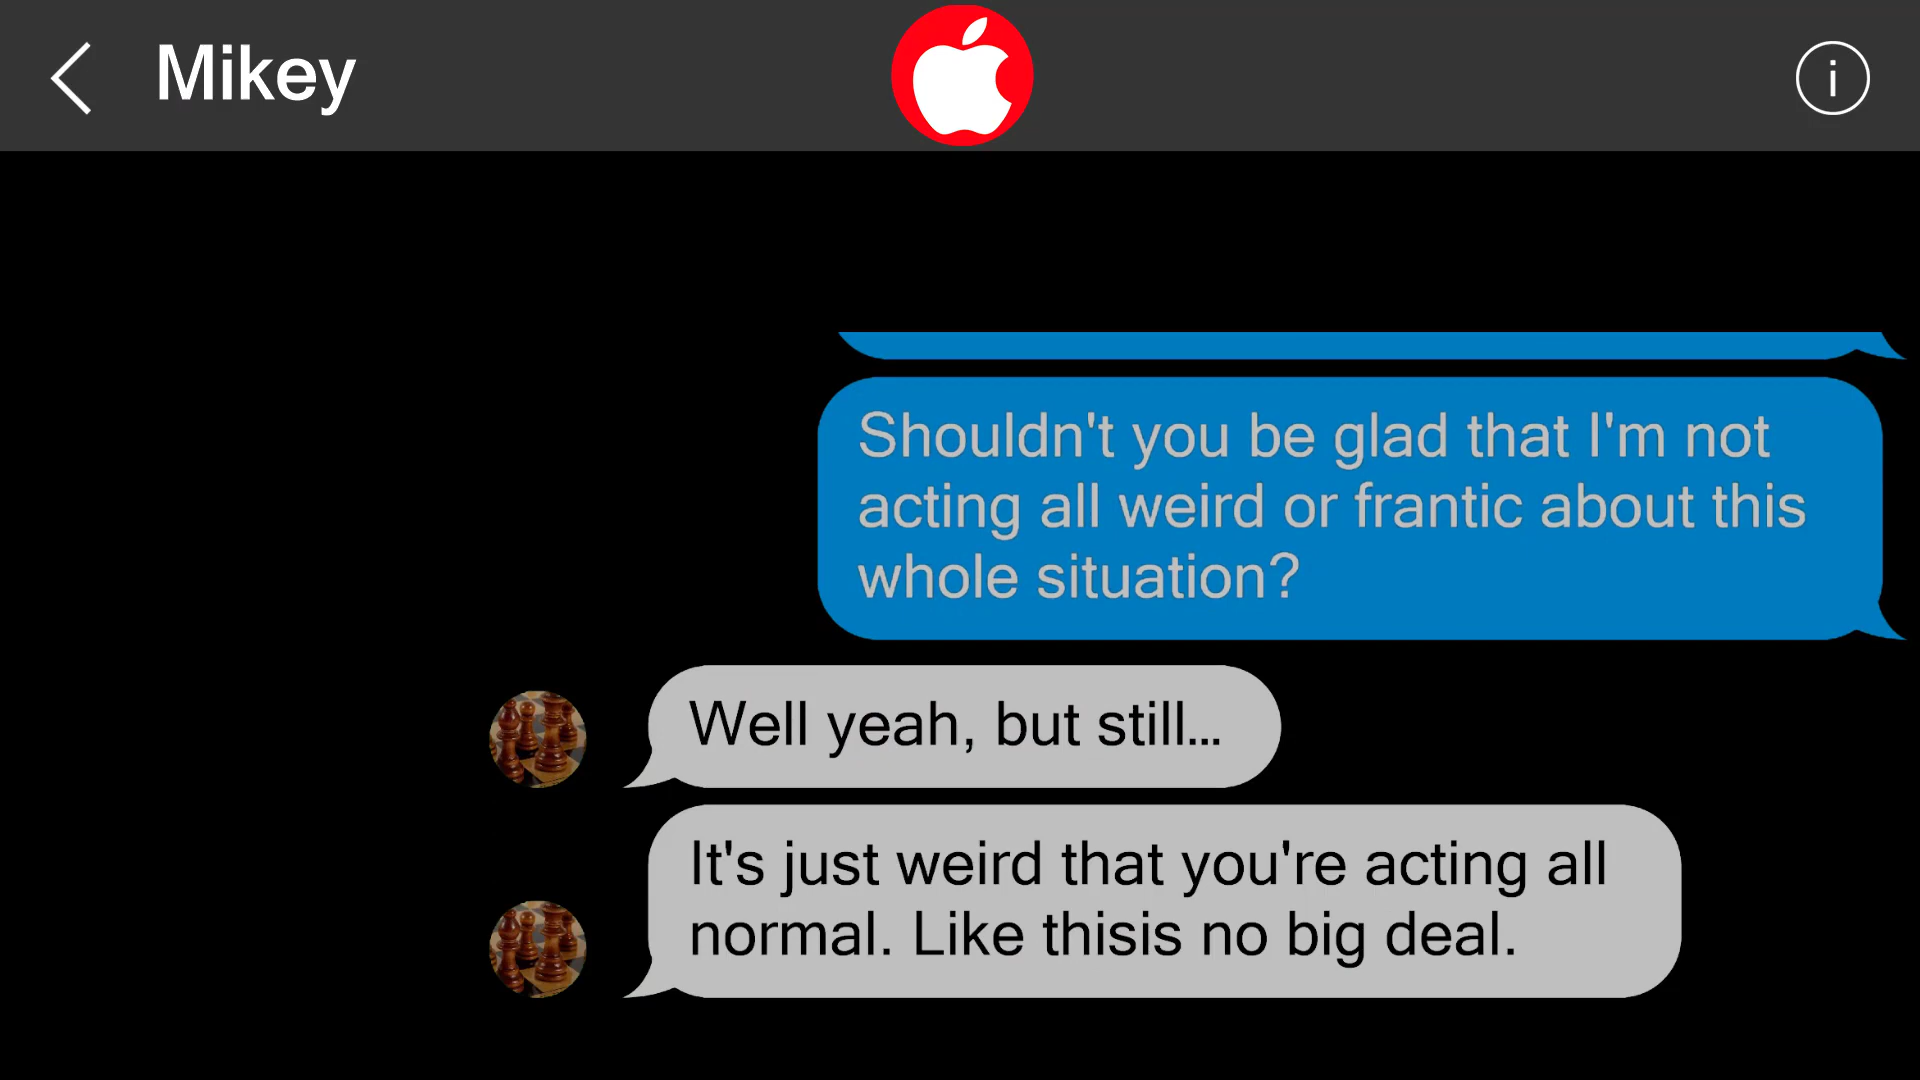 Mikey
Shouldn't you be glad that I'm not
acting all weird or frantic about this
whole situation?
Well yeah, but still...
It's just weird that you're acting all
normal. Like thisis no big deal.